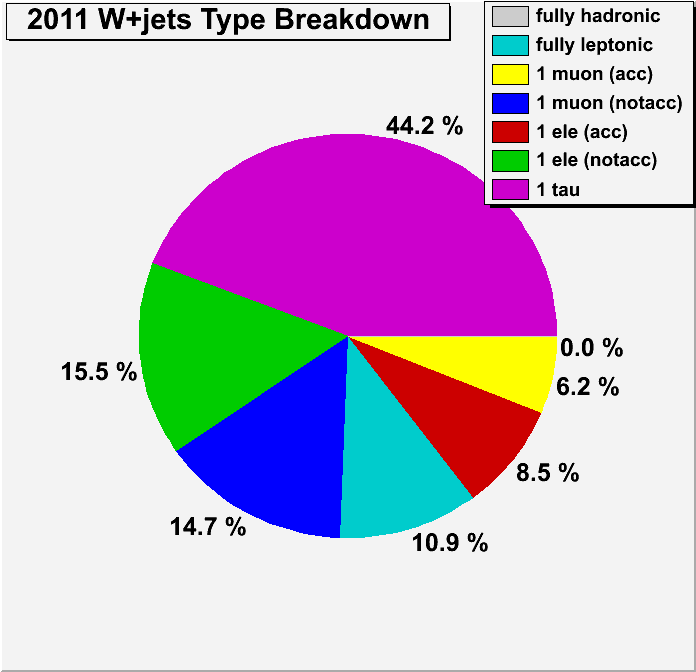 2011 W+jets Type Breakdown
fully hadronic
fully leptonic
1 muon (acc)
1 muon (notacc)
1 ele (acc)
1 ele (notacc)
1 tau
44.2 %
0.0 %
15.5 %
6.2 %
8.5 %
14.7 %
10.9 %